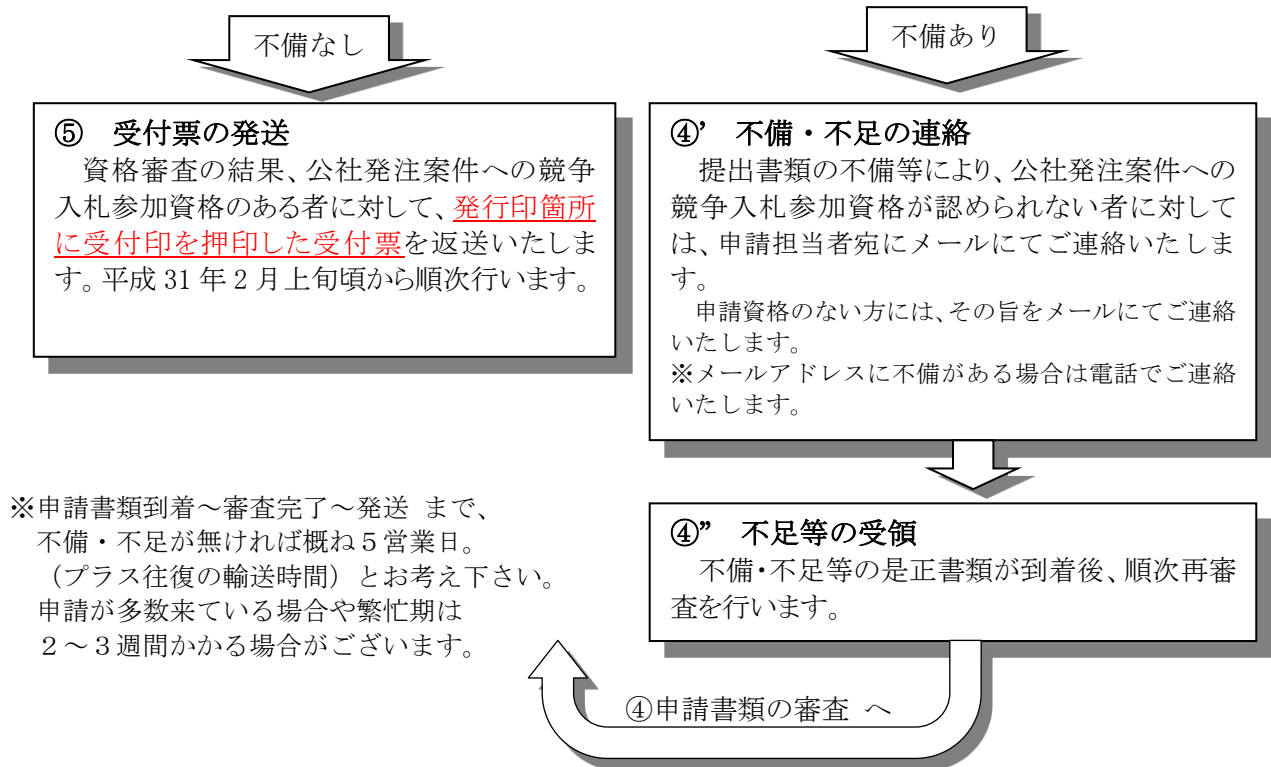 不備なし
⑤　受付票の発送
資格審査の結果、公社発注案件への競争
入札参加資格のある者に対して、発行印箇所
に受付印を押印した受付票を返送いたしま
す。平成 31 年 2 月上旬頃から順次行います。
不備あり
④’　不備・不足の連絡
提出書類の不備等により、公社発注案件への
競争入札参加資格が認められない者に対して
は、申請担当者宛にメールにてご連絡いたしま
す。
申請資格のない方には、その旨をメールにてご連絡
いたします。
※メールアドレスに不備がある場合は電話でご連絡
いたします。
④”　不足等の受領
不備・不足等の是正書類が到着後、順次再審
査を行います。
④申請書類の審査 へ
※申請書類到着～審査完了～発送 まで、
不備・不足が無ければ概ね５営業日。
（プラス往復の輸送時間）とお考え下さい。
申請が多数来ている場合や繁忙期は
２～３週間かかる場合がございます。